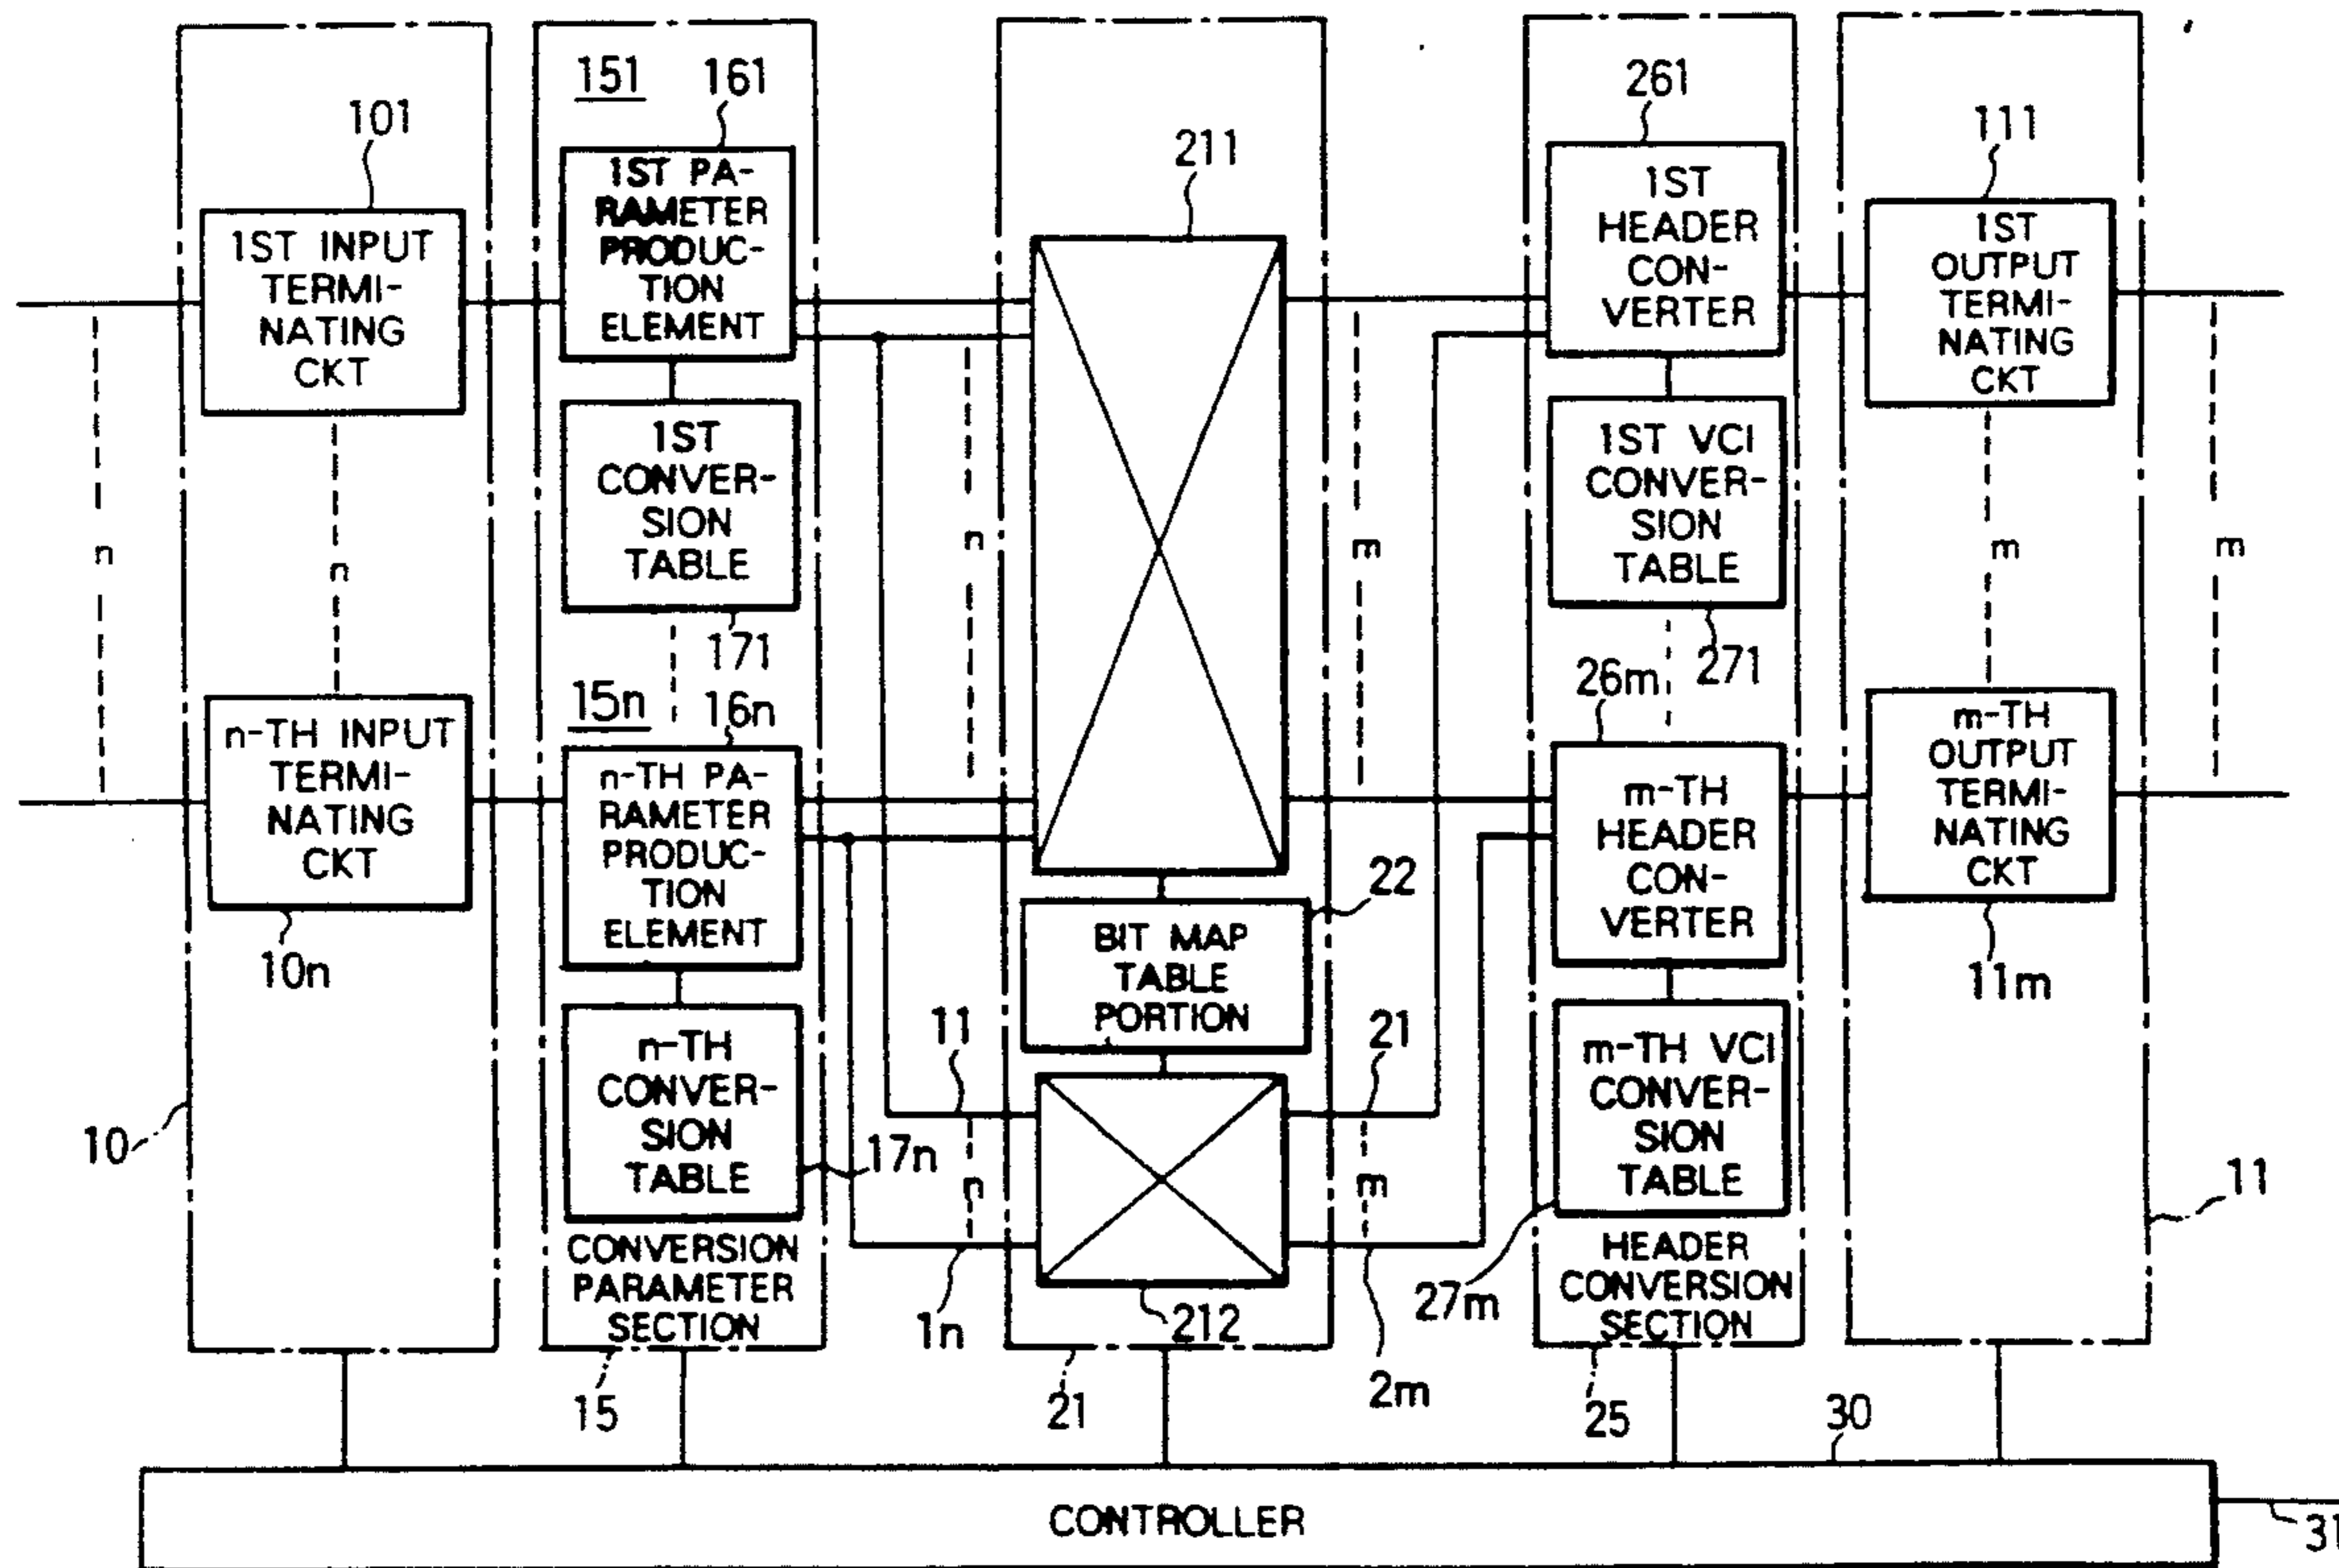 151
161
101
1ST INPUT
TERMI-
NATING
CKT
1ST PA-
RAMETER
PRODUC-
TION
ELEMENT
1ST
CONVER-
SION
TABLE
171
n
n
n-TH INPUT
TERMI-
NATING
CKT
10n
10
15n
16n
n-TH PA-
RAMETER
PRODUC-
TION
ELEMENT
n-TH
CONVER-
SION
TABLE
17n
CONVERSION
PARAMETER
SECTION
15
211
n
m
BIT MAP
TABLE
PORTION
22
11
1n
n
21
2m
m
212
21
261
1ST
HEADER
CON-
VERTER
1ST VCI
CONVER-
SION
TABLE
271
26m
m-TH
HEADER
CON-
VERTER
m-TH VCI
CONVER-
SION
TABLE
27m
HEADER
CONVERSION
SECTION
25
111
1ST
OUTPUT
TERMI-
NATING
CKT
m
m
m-TH
OUTPUT
TERMI-
NATING
CKT
11m
11
30
CONTROLLER
31